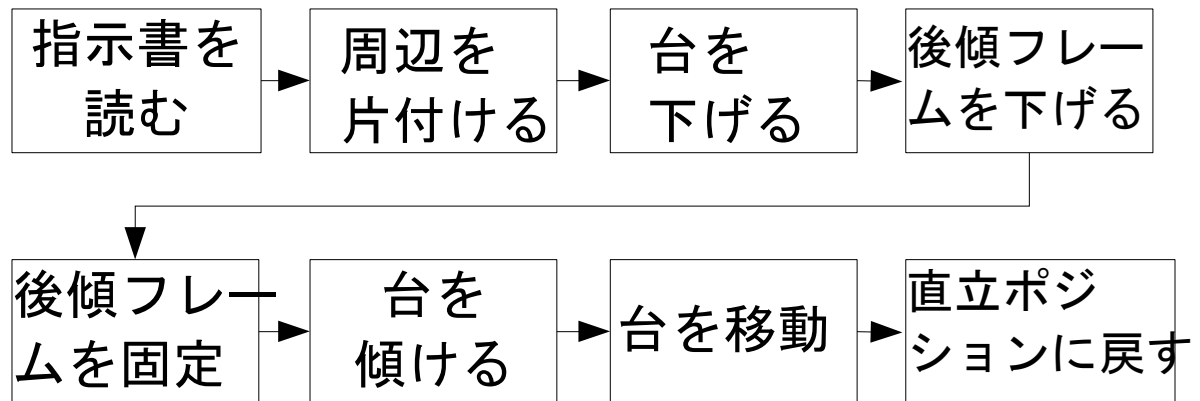 指示書を
読む
周辺を
片付ける
台を
下げる
後傾フレー
ムを下げる
後傾フレー
ムを固定
台を
傾ける
台を移動
直立ポジ
ションに戻す